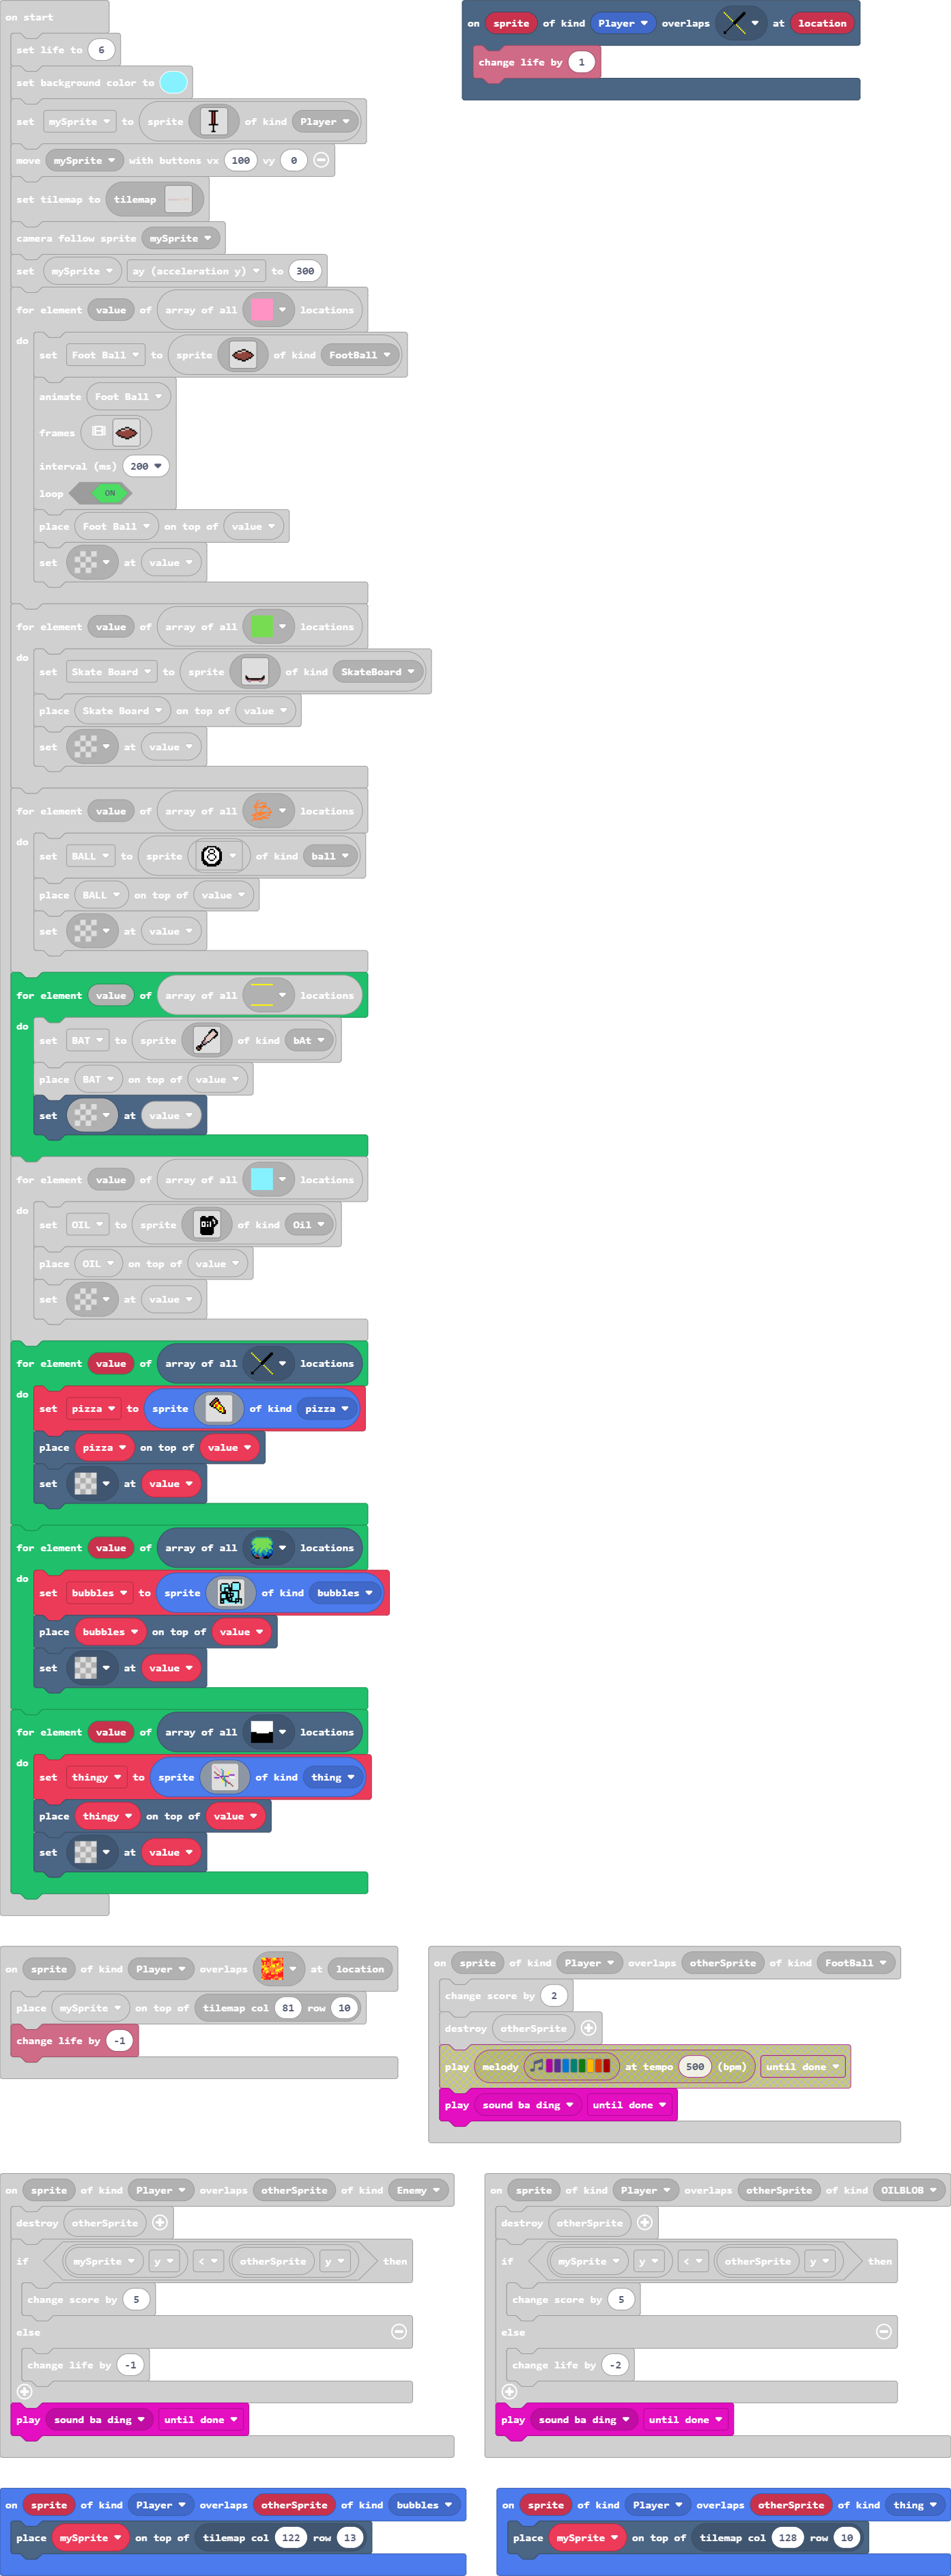 on start
set life to 6
set background color to
set mySprite to sprite of kind Player
move mySprite with buttons vx 100 vy 0
set tilemap to tilemap
camera follow sprite mySprite
set mySprite ay (acceleration y) to 300
for element value of array of all locations
do
set Foot Ball to sprite of kind FootBall
animate Foot Ball
frames
interval (ms) 200
loop ON
place Foot Ball on top of value
set at value
for element value of array of all locations
do
set Skate Board to sprite of kind SkateBoard
place Skate Board on top of value
set at value
for element value of array of all locations
do
set BALL to sprite 8 of kind ball
place BALL on top of value
set at value
for element value of array of all locations
do
set BAT to sprite of kind bAt
place BAT on top of value
set at value
for element value of array of all locations
do
set OIL to sprite Oil of kind Oil
place OIL on top of value
set at value
for element value of array of all locations
do
set pizza to sprite of kind pizza
place pizza on top of value
set at value
for element value of array of all locations
do
set bubbles to sprite of kind bubbles
place bubbles on top of value
set at value
for element value of array of all locations
do
set thingy to sprite of kind thing
place thingy on top of value
set at value
on sprite of kind Player overlaps at location
change life by 1
on sprite of kind Player overlaps at location
place mySprite on top of tilemap col 81 row 10
change life by -1
on sprite of kind Player overlaps otherSprite of kind FootBall
change score by 2
destroy otherSprite
play melody at tempo 500 (bpm) until done
play sound ba ding until done
on sprite of kind Player overlaps otherSprite of kind Enemy
destroy otherSprite
if mySprite y < otherSprite y then
change score by 5
else
change life by -1
play sound ba ding until done
on sprite of kind Player overlaps otherSprite of kind OILBLOB
destroy otherSprite
if mySprite y < otherSprite y then
change score by 5
else
change life by -2
play sound ba ding until done
on sprite of kind Player overlaps otherSprite of kind bubbles
place mySprite on top of tilemap col 122 row 13
on sprite of kind Player overlaps otherSprite of kind thing
place mySprite on top of tilemap col 128 row 10